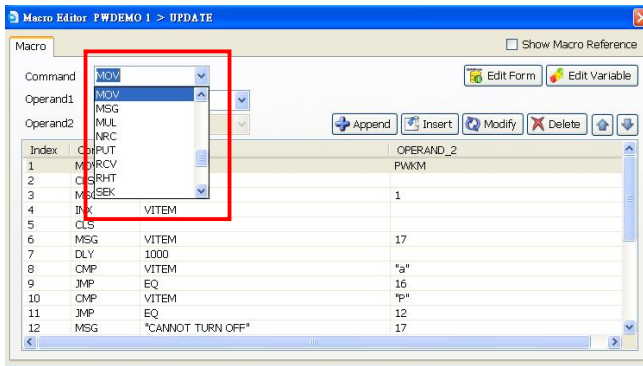 Macro Editor PWDEMO 1 > UPDATE
Macro
Show Macro Reference
Command MOV Edit Form Edit Variable
Operand1
Operand2 Append Insert Modify Delete
MOV
MSG
MUL
NRC
PUT
RCV
RHT
SEK
Index OPERAND_2
1 PWKM
2
3 1
4 VITEM
5 CLS
6 MSG VITEM 17
7 DLY 1000
8 CMP VITEM "a"
9 JMP EQ 16
10 CMP VITEM "P"
11 JMP EQ 12
12 MSG "CANNOT TURN OFF" 17